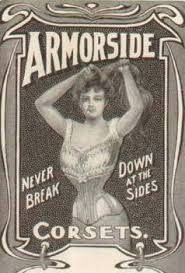 ARMORSIDE
NEVER BREAK
DOWN AT THE SIDES
CORSETS.